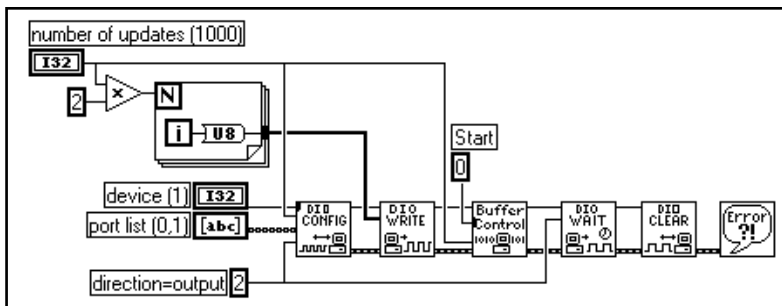 number of updates (1000)
I32
2
x
N
i
U8
Start
0
device (1)
I32
port list (0,1)
[abc]
DIO CONFIG
DIO WRITE
Buffer Control
DIO WAIT
DIO CLEAR
Error ?!
direction=output
2